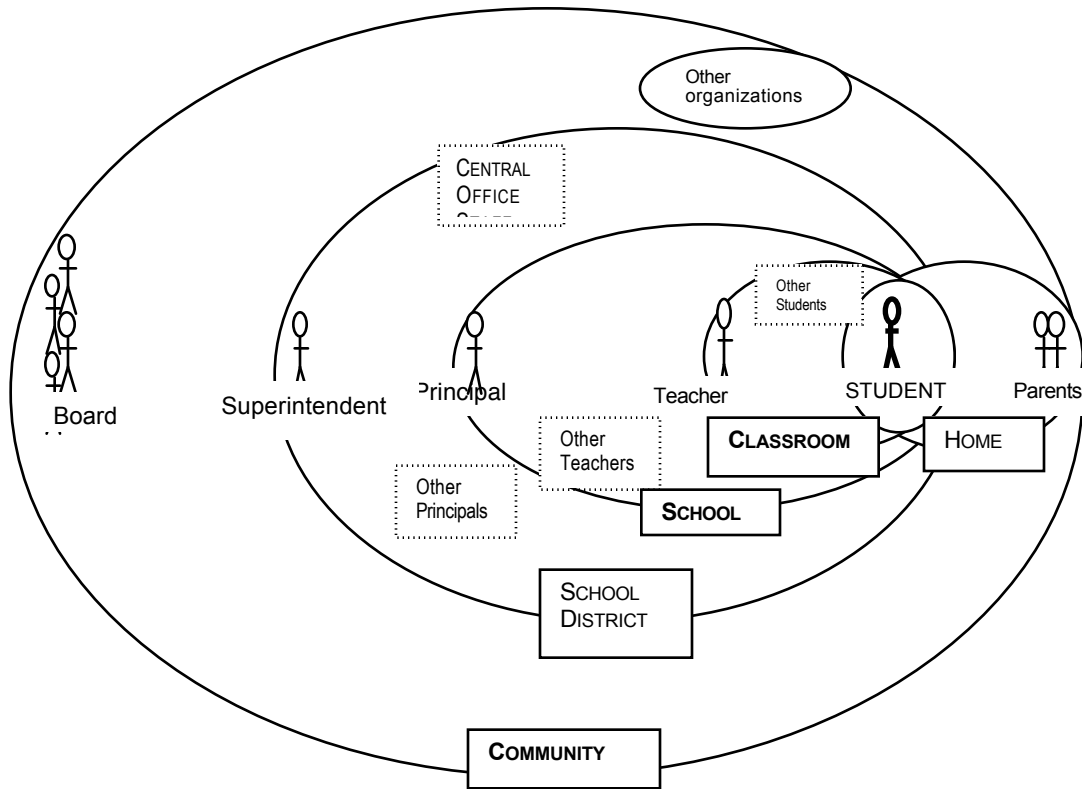 Other
organizations
CENTRAL
OFFICE
Other
Students
Board
Superintendent
Principal
Teacher
STUDENT
Parents
CLASSROOM
HOME
Other
Teachers
Other
Principals
SCHOOL
SCHOOL
DISTRICT
COMMUNITY